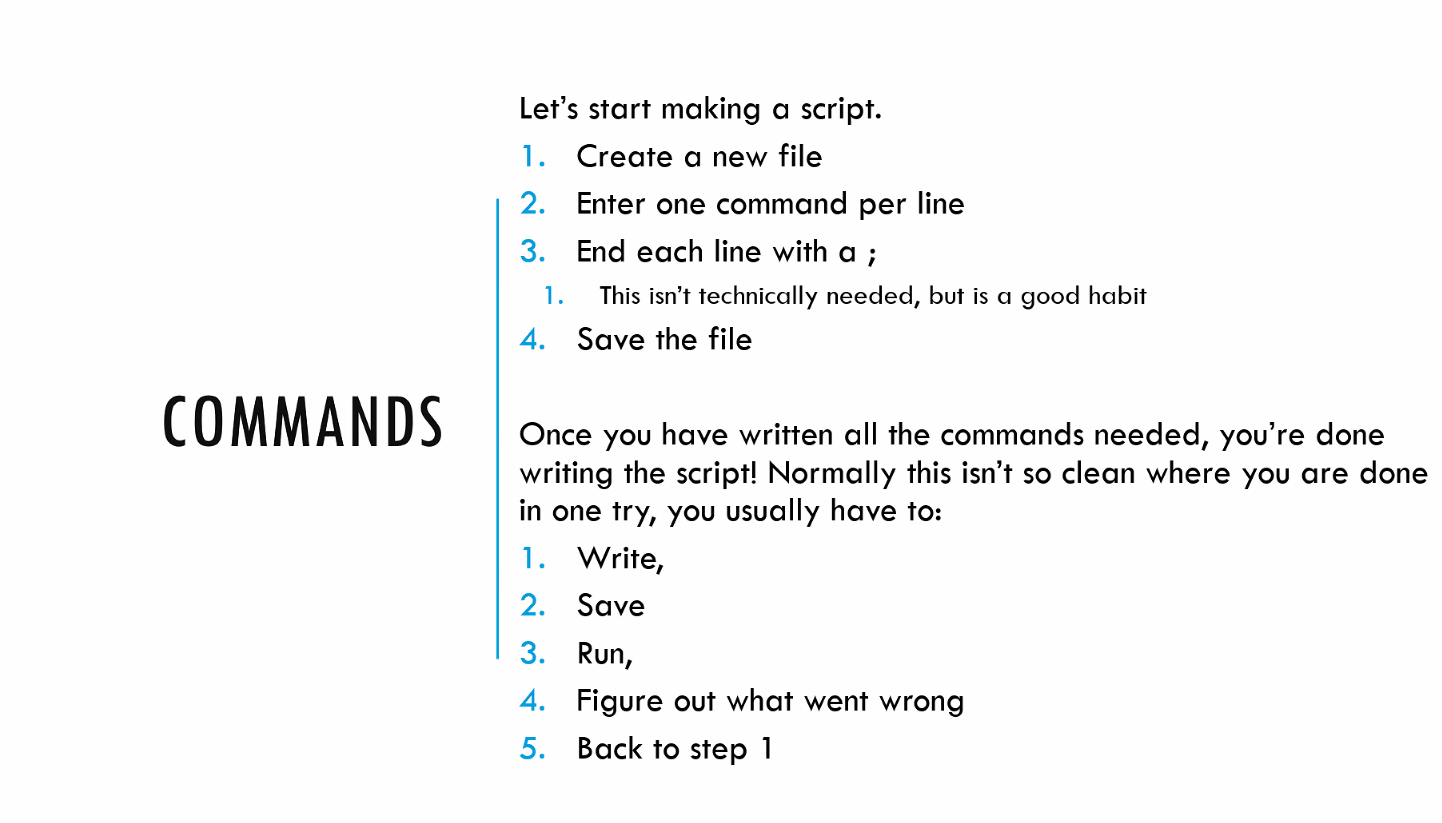 COMMANDS
Let's start making a script.
1. Create a new file
2. Enter one command per line
3. End each line with a ;
1. This isn't technically needed, but is a good habit
4. Save the file
Once you have written all the commands needed, you're done
writing the script! Normally this isn't so clean where you are done
in one try, you usually have to:
1. Write,
2. Save
3. Run,
4. Figure out what went wrong
5. Back to step 1